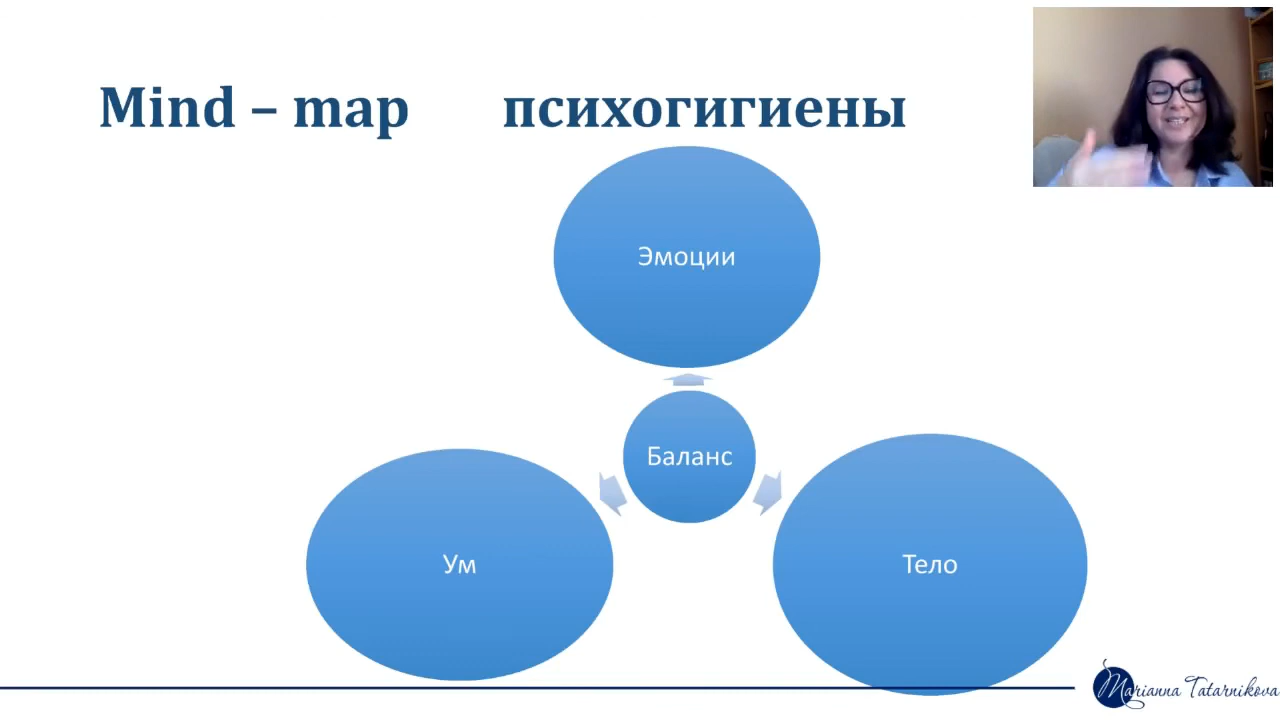 Mind – map психогигиены
Эмоции
Баланс
Ум
Тело
Marianna Tatarnikova